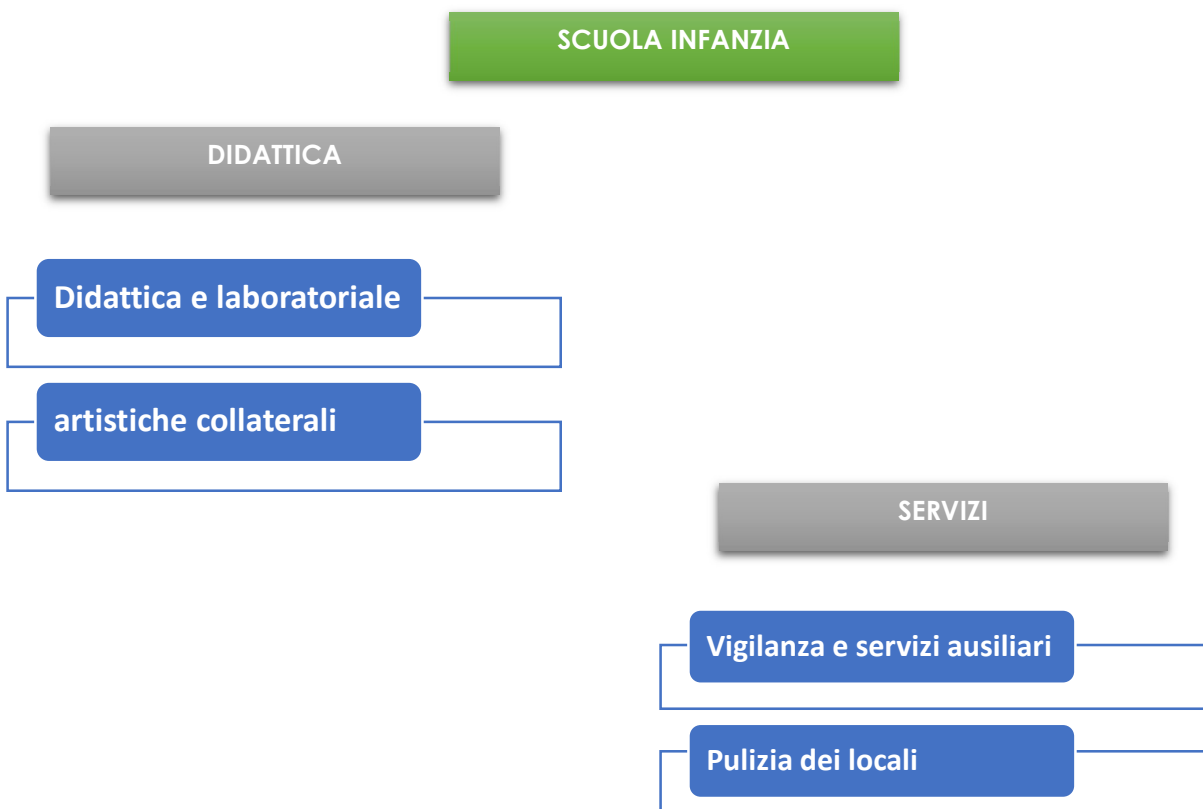 SCUOLA INFANZIA
DIDATTICA
Didattica e laboratoriale
artistiche collaterali
SERVIZI
Vigilanza e servizi ausiliari
Pulizia dei locali